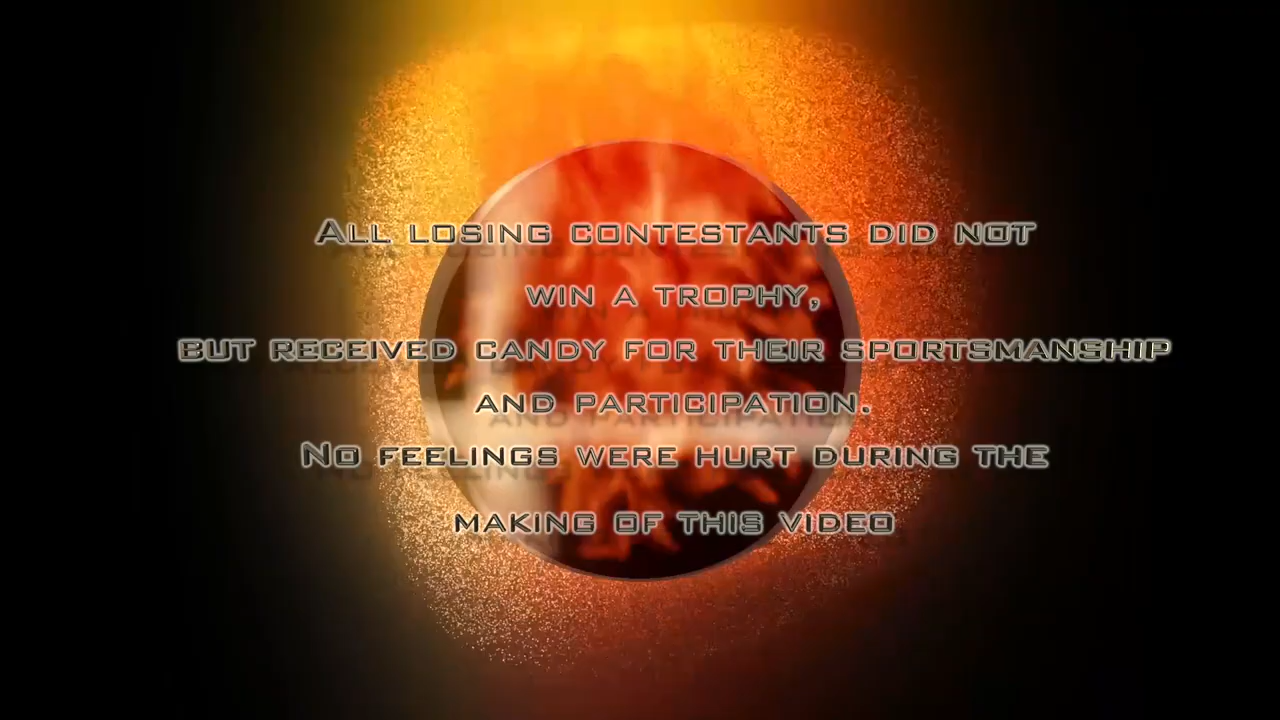 All losing contestants did not
win a trophy,
but received candy for their sportsmanship
and participation.
No feelings were hurt during the
making of this video